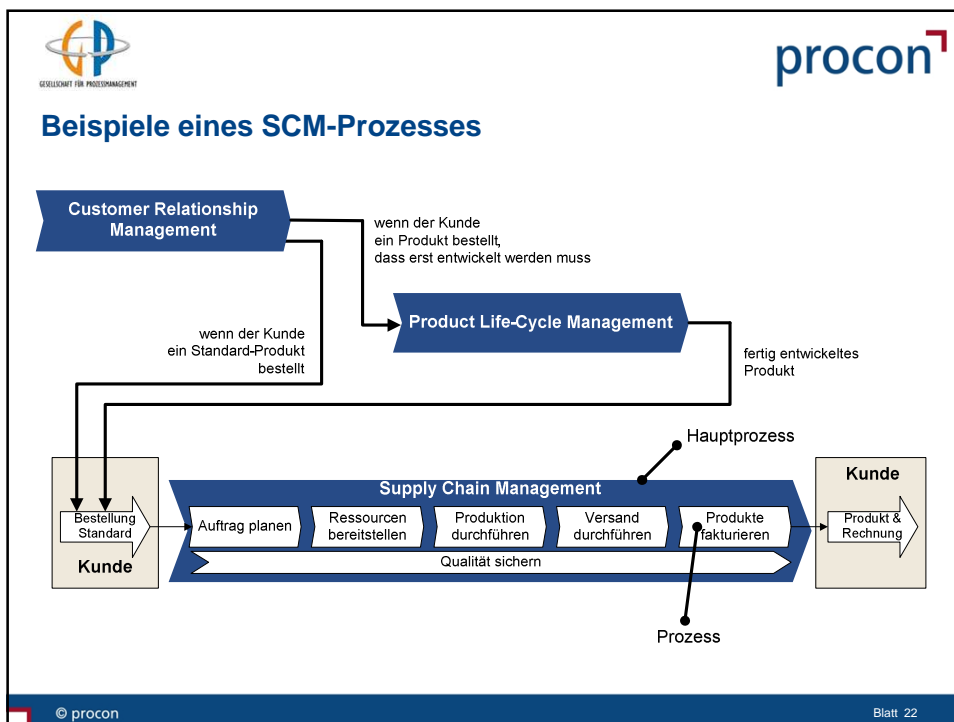 GESELLSCHAFT FÜR PROZESSMANAGEMENT
procon
Beispiele eines SCM-Prozesses
Customer Relationship
Management
wenn der Kunde
ein Produkt bestellt,
dass erst entwickelt werden muss
Product Life-Cycle Management
wenn der Kunde
ein Standard-Produkt
bestellt
fertig entwickeltes
Produkt
Hauptprozess
Supply Chain Management
Bestellung
Standard
Kunde
Auftrag planen
Ressourcen
bereitstellen
Produktion
durchführen
Versand
durchführen
Produkte
fakturieren
Qualität sichern
Kunde
Produkt &
Rechnung
Prozess
© procon
Blatt 22